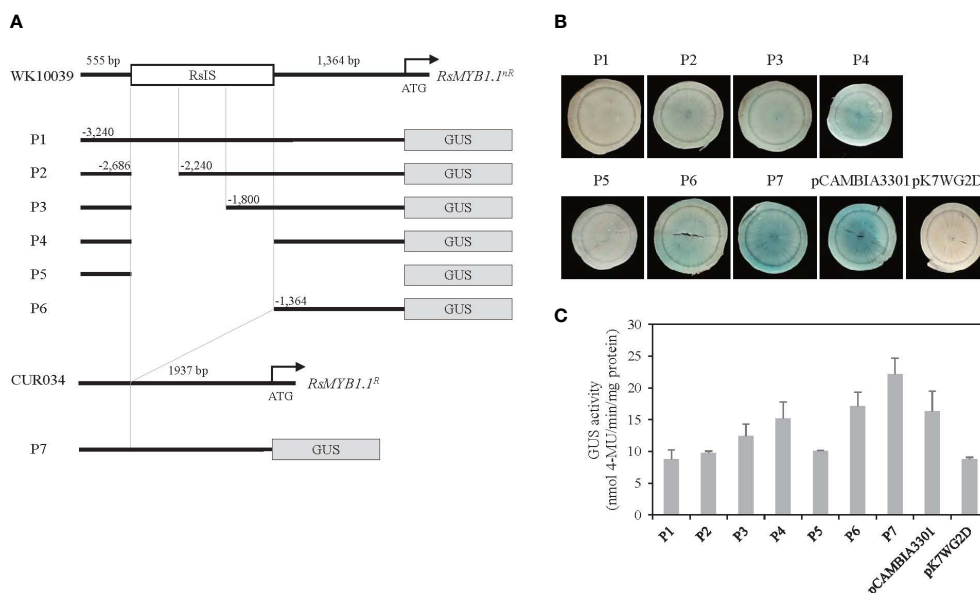 A
555 bp
1,364 bp
WK10039
RsIS
RsMYB1.1nR
ATG
P1
-3,240
GUS
P2
-2,686
-2,240
GUS
P3
-1,800
GUS
P4
GUS
P5
GUS
P6
-1,364
GUS
1937 bp
CUR034
RsMYB1.1R
ATG
P7
GUS
B
P1 P2 P3 P4
P5 P6 P7 pCAMBIA3301 pK7WG2D
C
GUS activity
(nmol 4-MU/min/mg protein)
30
25
20
15
10
5
0
P1 P2 P3 P4 P5 P6 P7 pCAMBIA3301 pK7WG2D